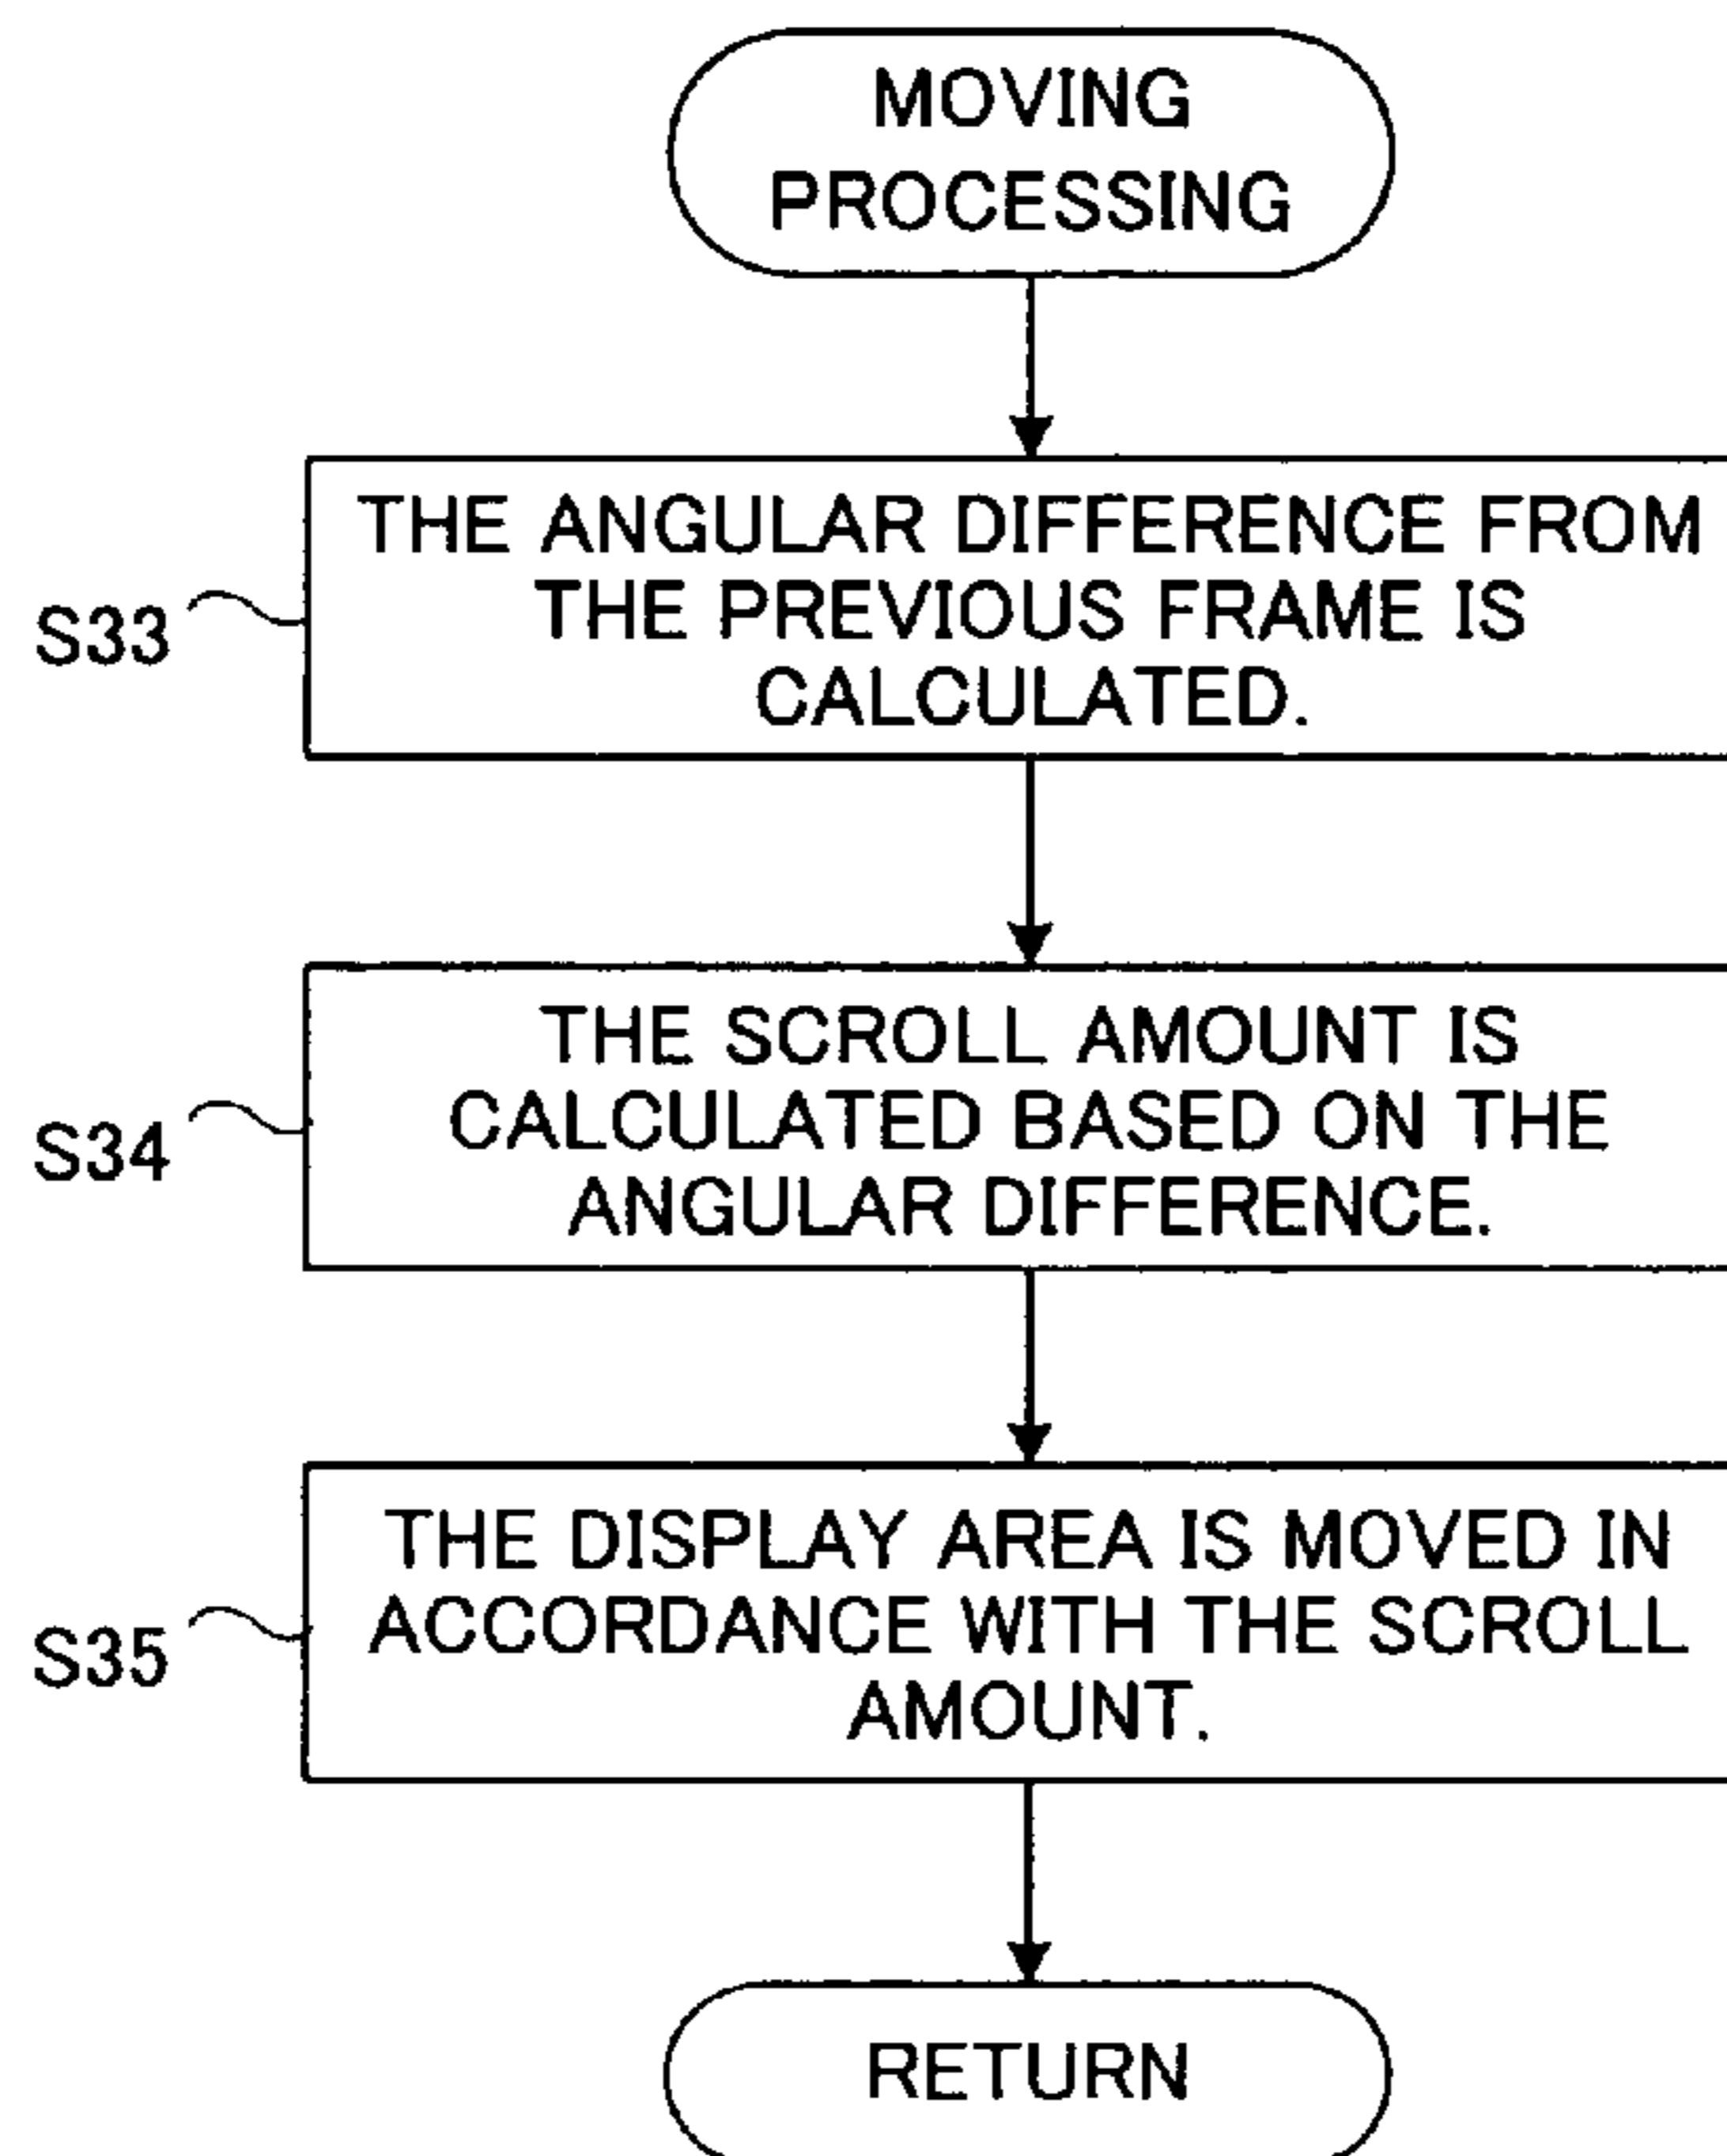 MOVING
PROCESSING
THE ANGULAR DIFFERENCE FROM
THE PREVIOUS FRAME IS
CALCULATED.
S33
THE SCROLL AMOUNT IS
CALCULATED BASED ON THE
ANGULAR DIFFERENCE.
S34
THE DISPLAY AREA IS MOVED IN
ACCORDANCE WITH THE SCROLL
AMOUNT.
S35
RETURN